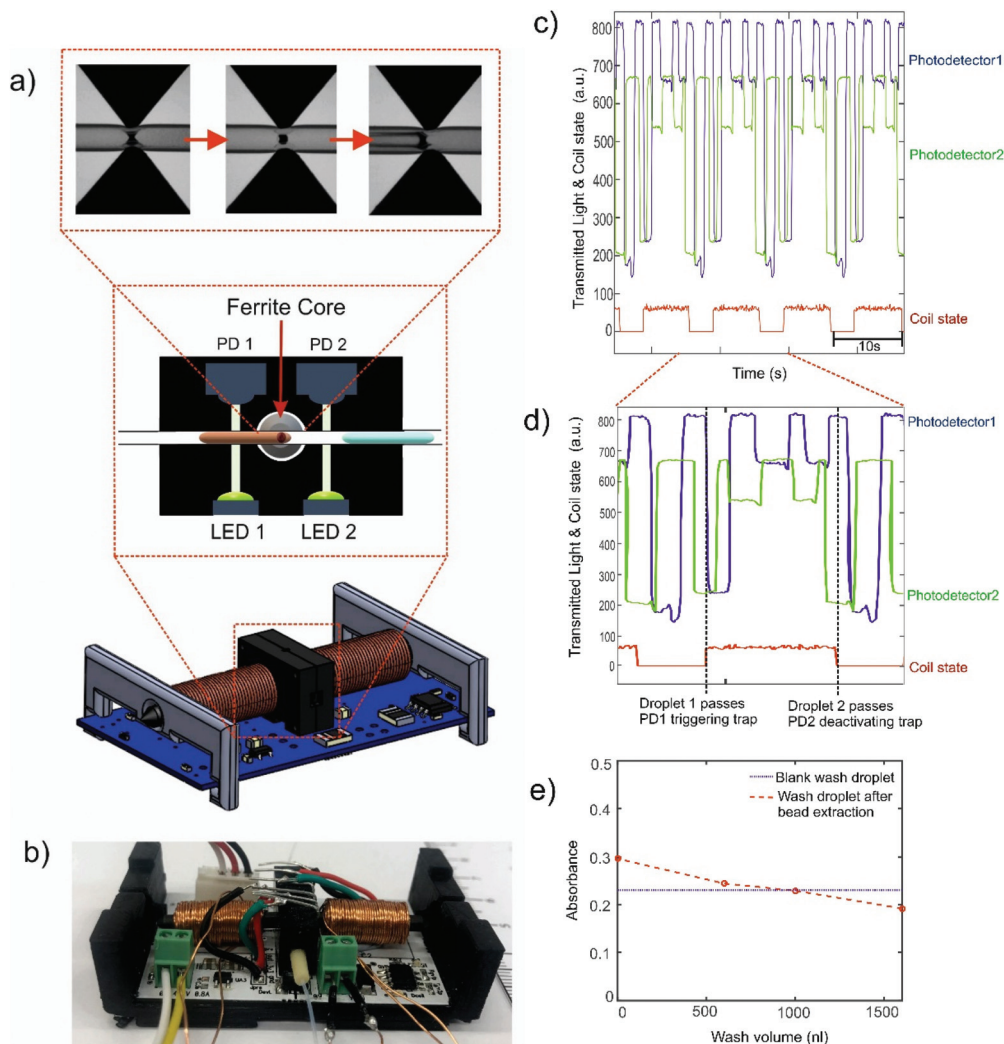 a)
Ferrite Core
PD 1 PD 2
LED 1 LED 2
b)
c)
Transmitted Light & Coil state (a.u.)
800
700
600
500
400
300
200
100
0
Photodetector1
Photodetector2
Coil state
10s
Time (s)
d)
Transmitted Light & Coil state (a.u.)
800
700
600
500
400
300
200
100
0
Photodetector1
Photodetector2
Coil state
Droplet 1 passes
PD1 triggering trap
Droplet 2 passes
PD2 deactivating trap
e)
Absorbance
0.5
0.4
0.3
0.2
0.1
0
Blank wash droplet
Wash droplet after
bead extraction
0 500 1000 1500
Wash volume (nl)